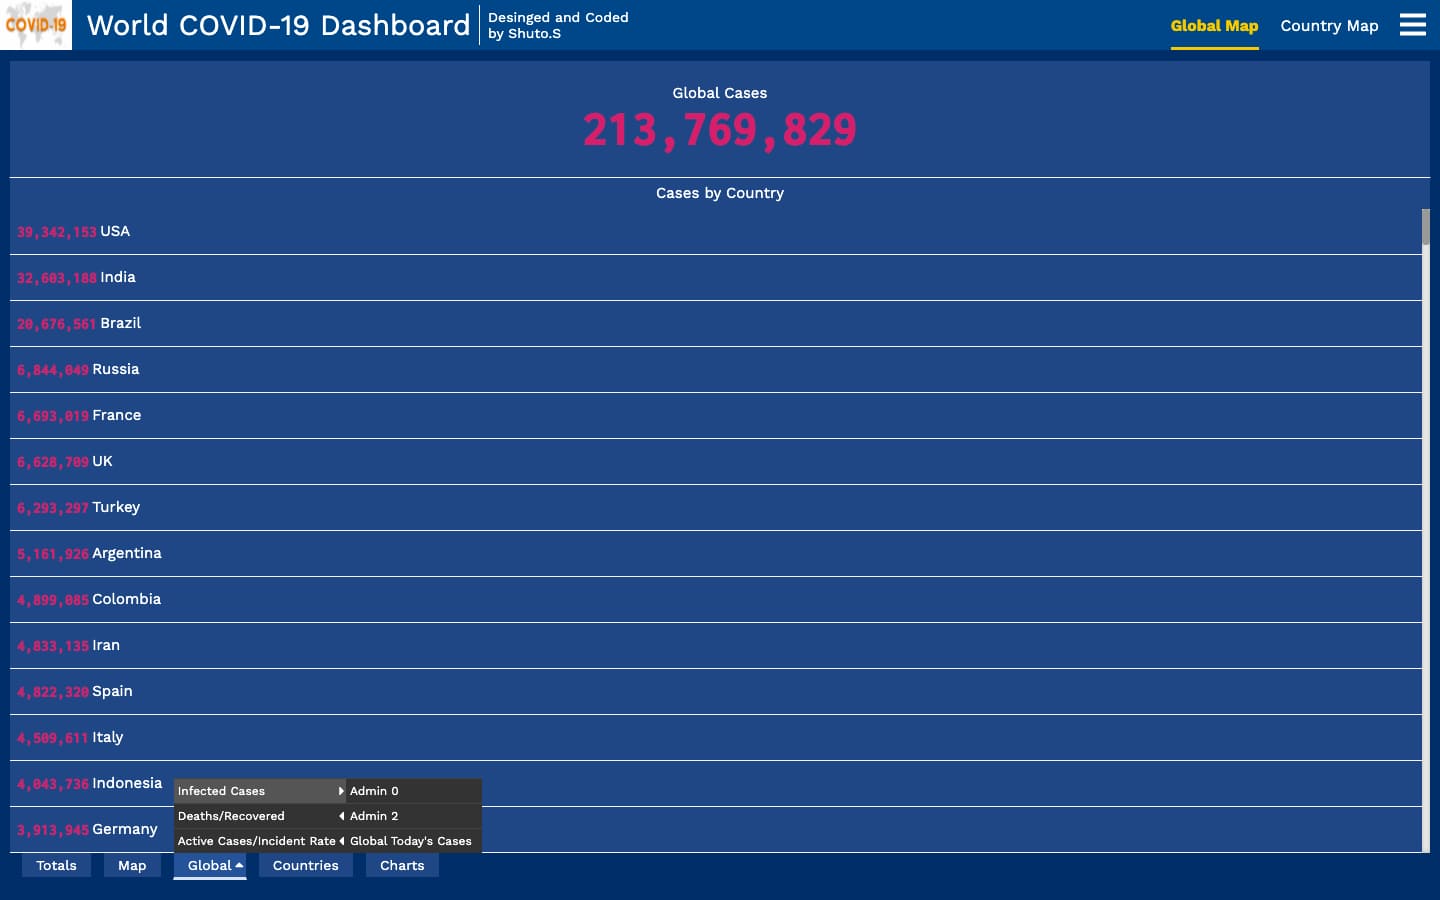 COVID-19
World COVID-19 Dashboard
Desinged and Coded
by Shuto.S
Global Map
Country Map
Global Cases
213,769,829
Cases by Country
39,342,153 USA
32,603,188 India
20,676,561 Brazil
6,844,049 Russia
6,693,019 France
6,628,709 UK
6,293,297 Turkey
5,161,926 Argentina
4,899,085 Colombia
4,833,135 Iran
4,822,320 Spain
4,509,611 Italy
4,043,736 Indonesia
3,913,945 Germany
Infected Cases
Admin 0
Deaths/Recovered
Admin 2
Active Cases/Incident Rate
Global Today's Cases
Totals
Map
Global
Countries
Charts